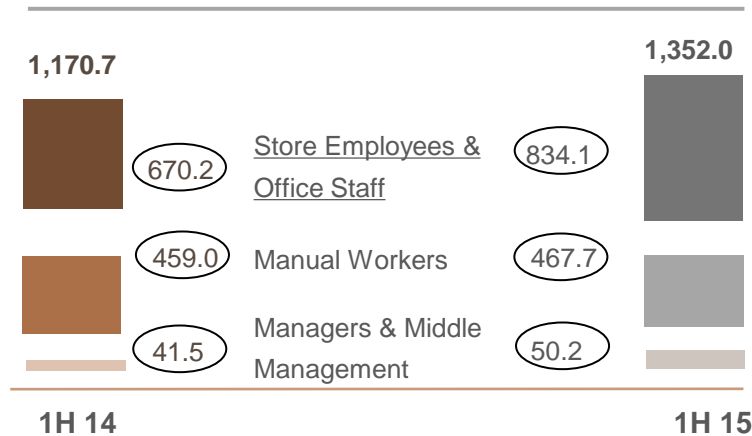 1,170.7
1,352.0
670.2
Store Employees &
Office Staff
834.1
459.0
Manual Workers
467.7
41.5
Managers & Middle
Management
50.2
1H 14
1H 15